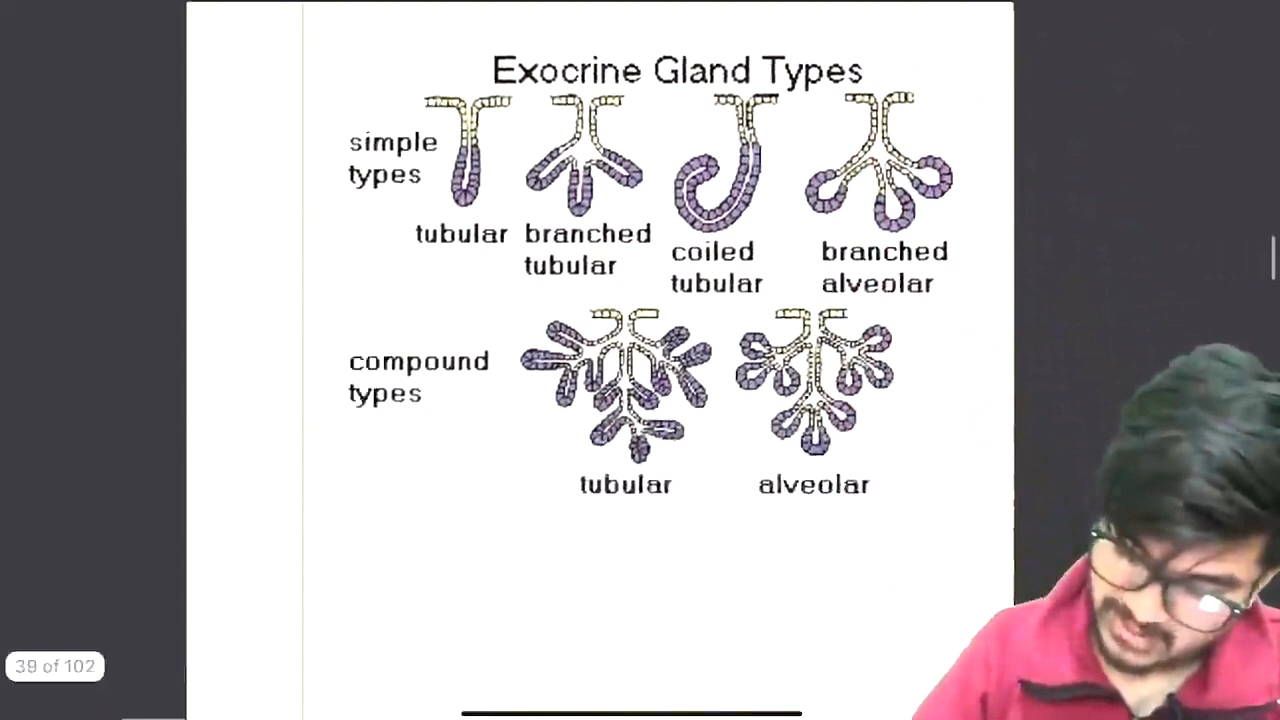 Exocrine Gland Types
simple
types
tubular
branched
tubular
coiled
tubular
branched
alveolar
compound
types
tubular
alveolar
39 of 102